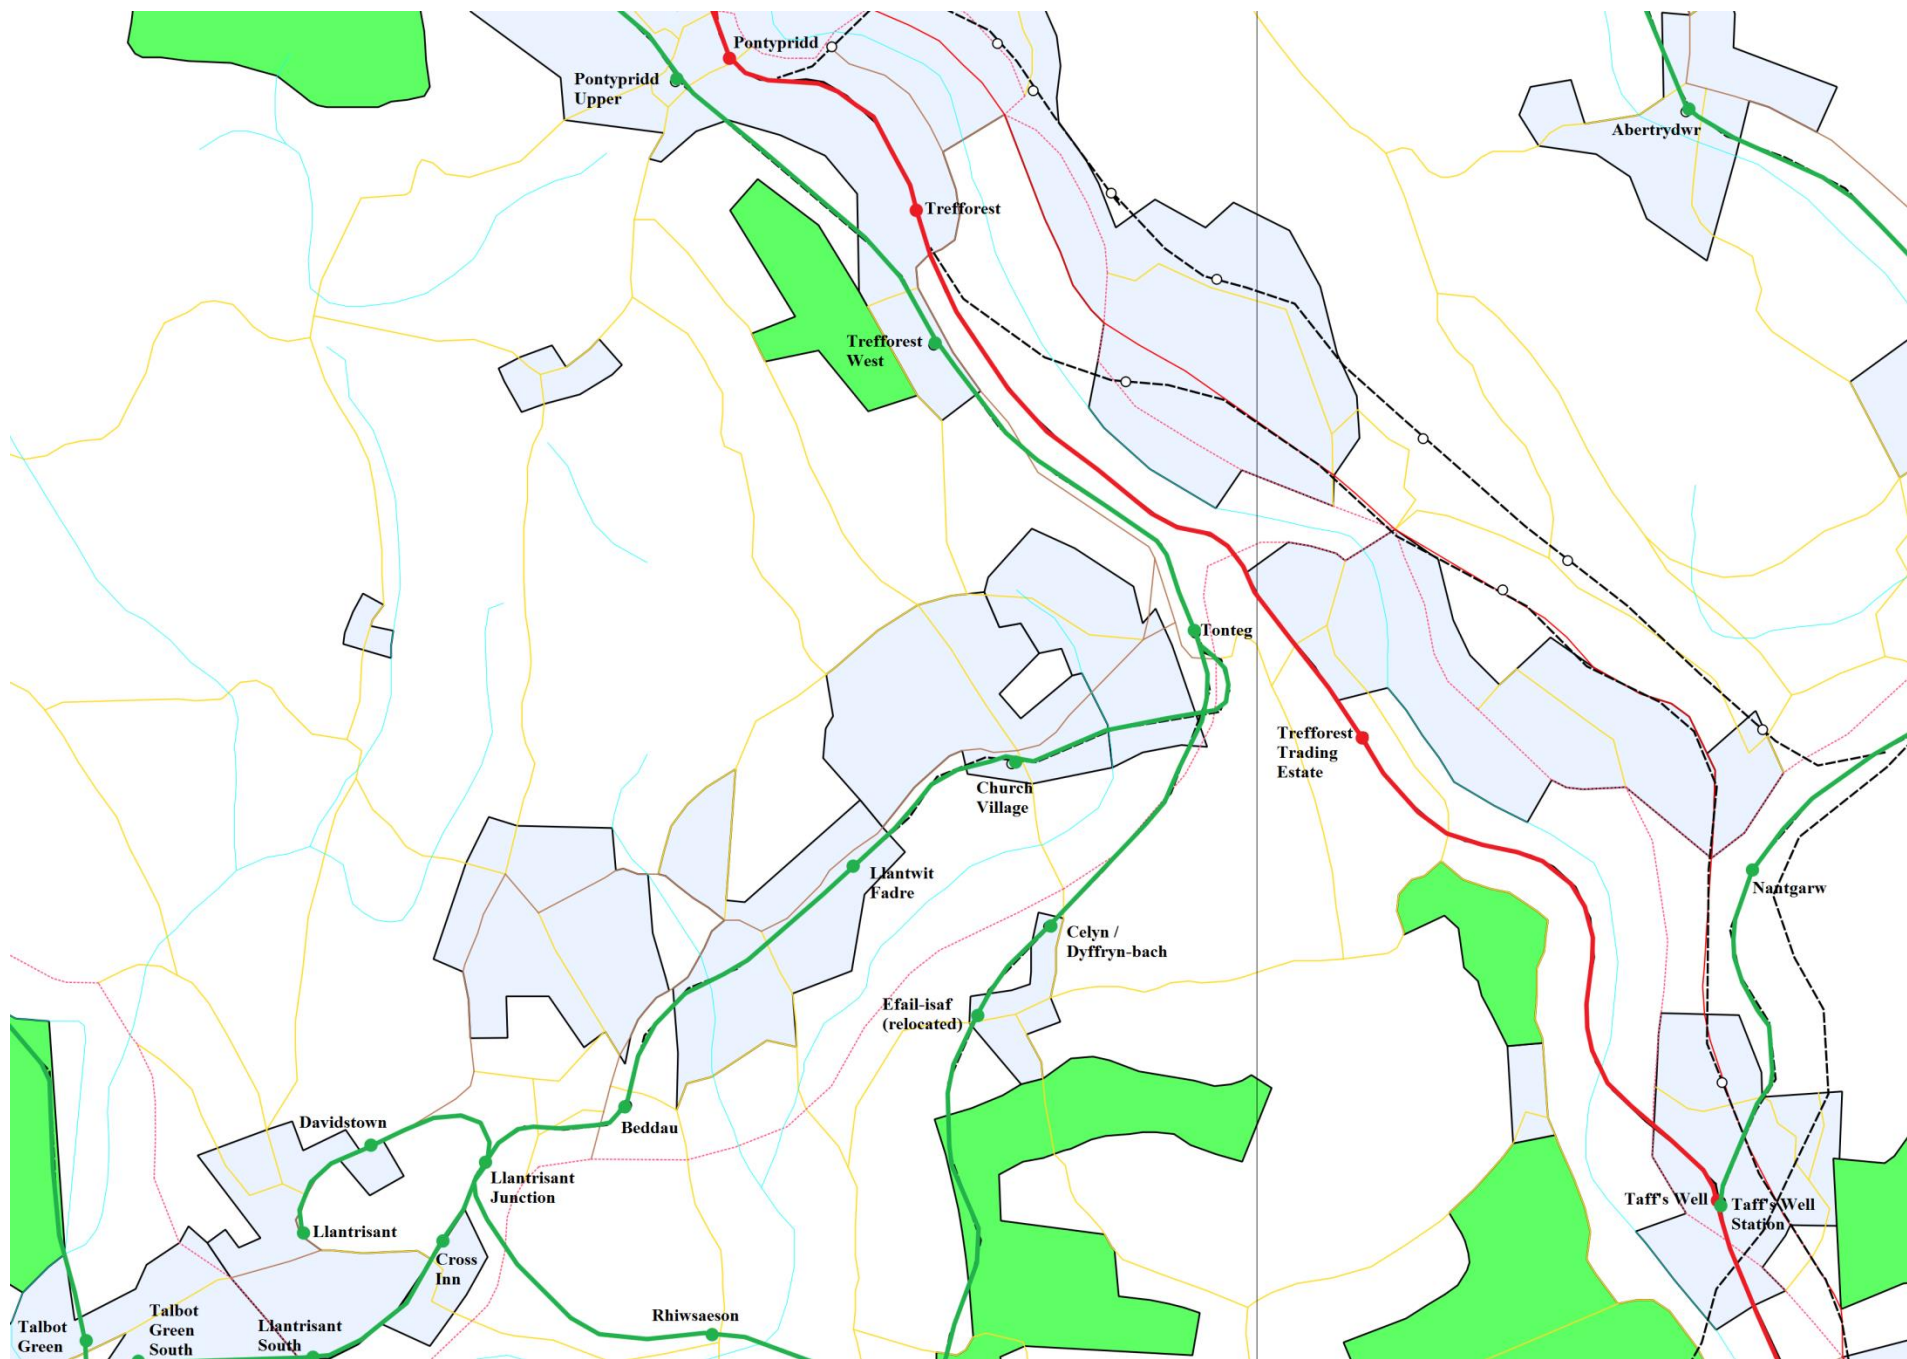 Pontypridd
Pontypridd
Upper
Abertrydwr
Trefforest
Trefforest
West
Tonteg
Trefforest
Trading
Estate
Church
Village
Llantwit
Fadre
Nantgarw
Celyn /
Dyffryn-bach
Efail-isaf
(relocated)
Davidstown
Beddau
Llantrisant
Junction
Taff's Well
Taff's Well
Station
Llantrisant
Cross
Inn
Rhiwsaeson
Talbot
Green
Talbot
Green
South
Llantrisant
South